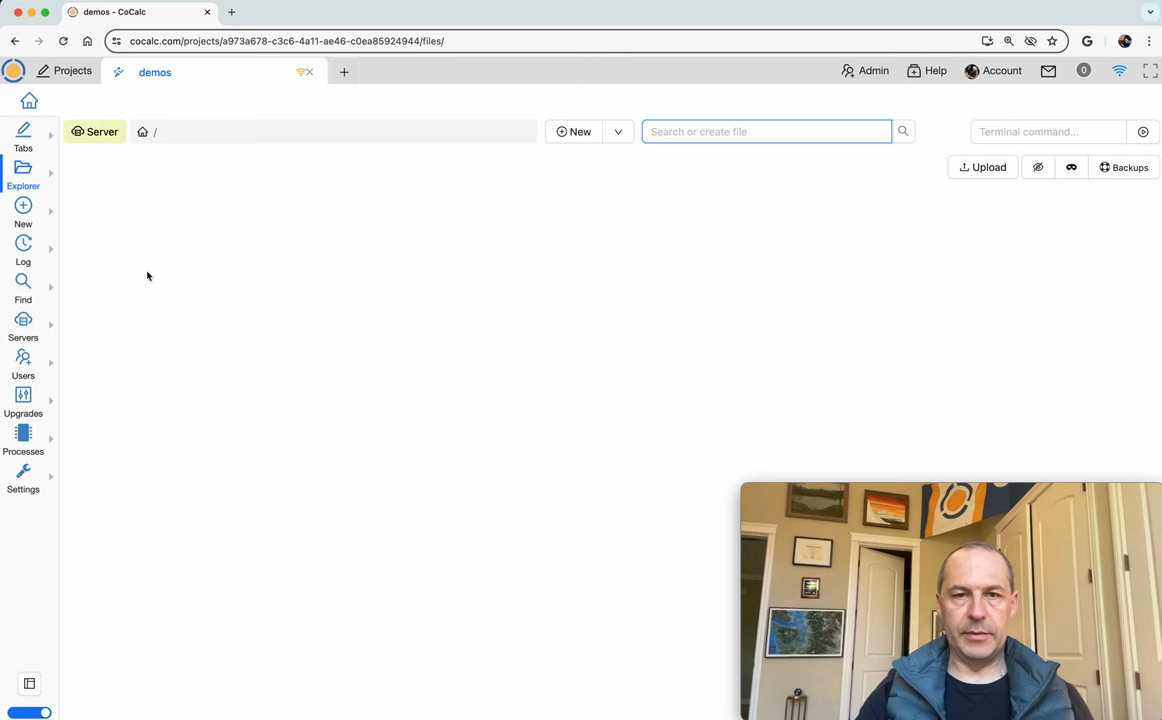 demos - CoCalc
cocalc.com/projects/a973a678-c3c6-4a11-ae46-c0ea85924944/files/
Projects
demos
Admin
Help
Account
0
Server
/
New
Search or create file
Terminal command...
Upload
Backups
Tabs
Explorer
New
Log
Find
Servers
Users
Upgrades
Processes
Settings